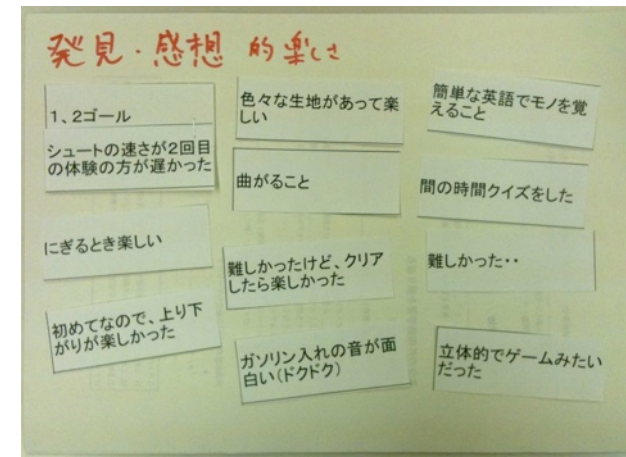 発見・感想 的楽しさ
1、2ゴール
シュートの速さが2回目
の体験の方が遅かった
にぎるとき楽しい
初めてなので、上り下
がりが楽しかった
色々な生地があって楽
しい
曲がること
難しかったけど、クリア
したら楽しかった
ガソリン入れの音が面
白い(ドクドク)
簡単な英語でモノを覚
えること
間の時間クイズをした
難しかった・・
立体的でゲームみたい
だった